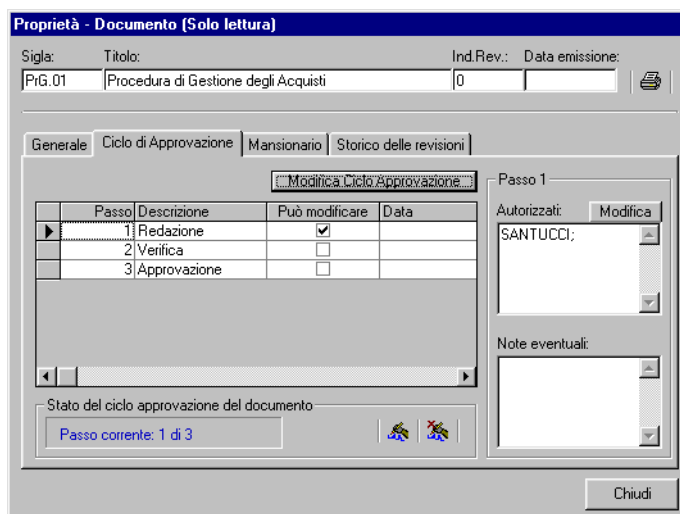 Proprietà - Documento (Solo lettura)
Sigla: Titolo: Ind.Rev.: Data emissione:
PrG.01 Procedura di Gestione degli Acquisti 0
Generale Ciclo di Approvazione Mansionario Storico delle revisioni
Modifica Ciclo Approvazione Passo 1
Passo Descrizione Può modificare Data Autorizzati: Modifica
1 Redazione SANTUCCI;
2 Verifica
3 Approvazione
Note eventuali:
Stato del ciclo approvazione del documento
Passo corrente: 1 di 3
Chiudi